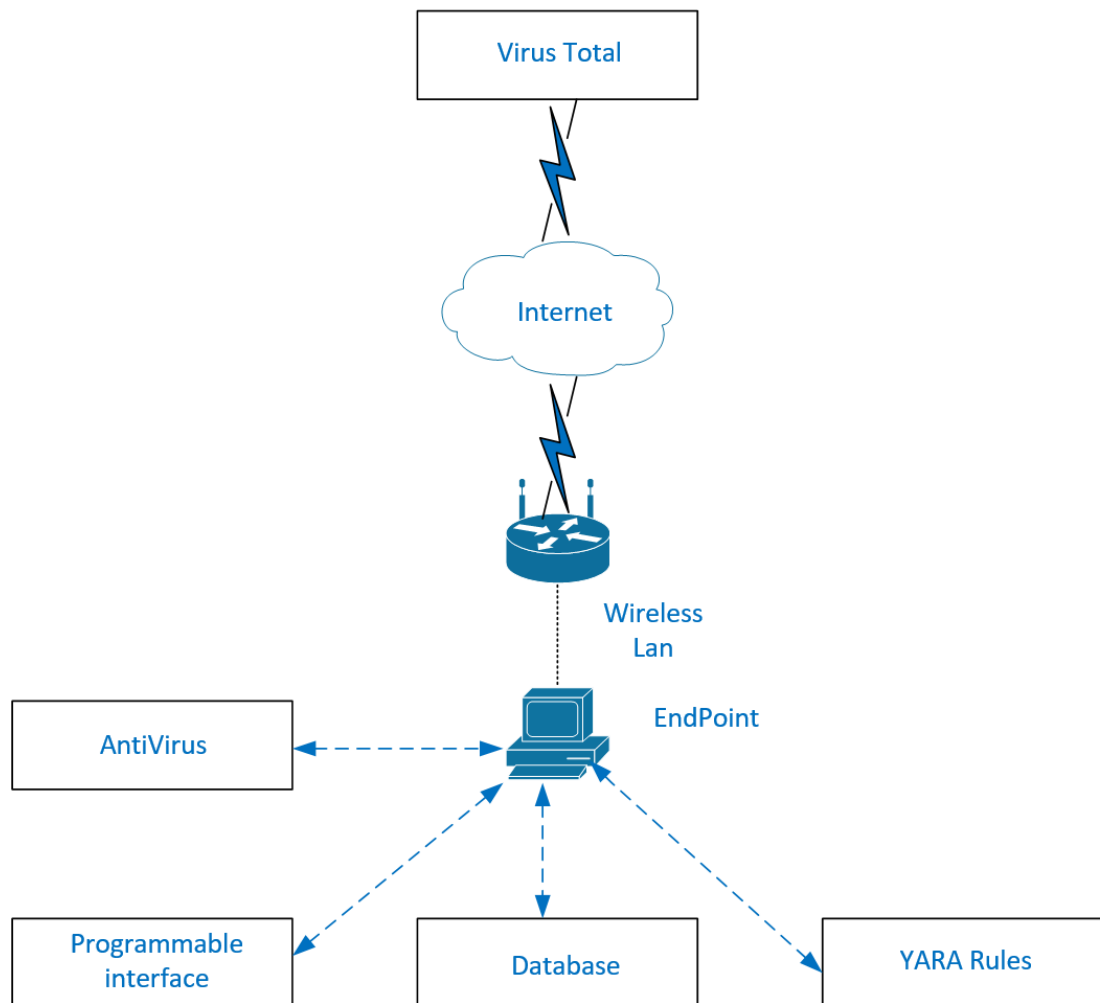 Virus Total
Internet
Wireless
Lan
EndPoint
AntiVirus
Programmable
interface
Database
YARA Rules